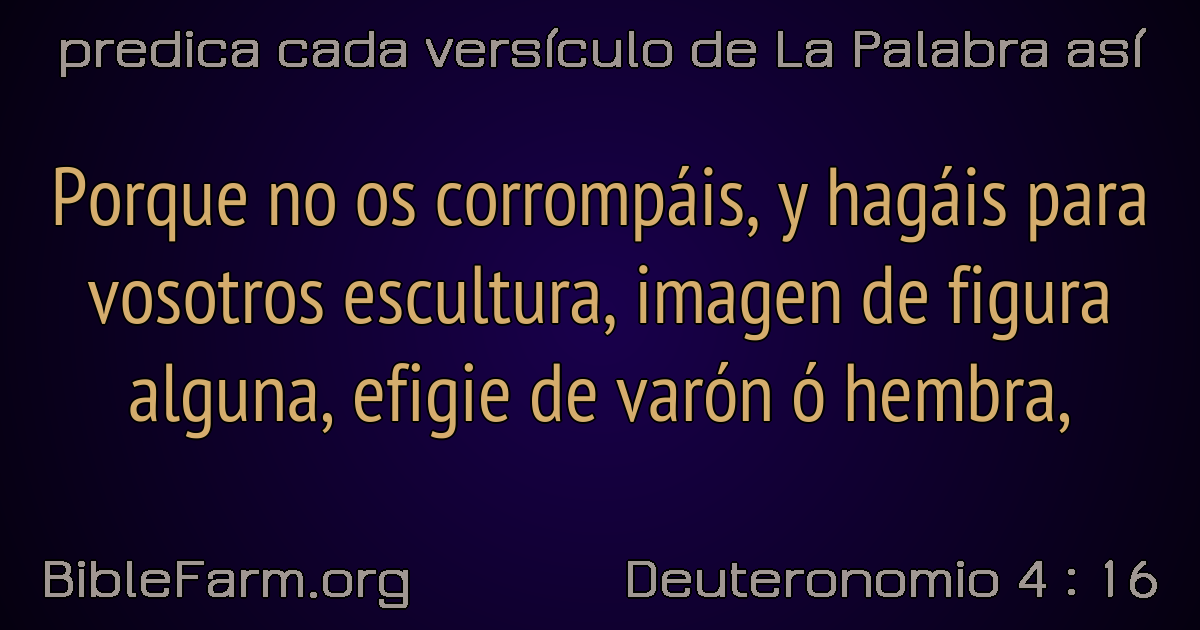 predica cada versículo de La Palabra así
Porque no os corrompáis, y hagáis para
vosotros escultura, imagen de figura
alguna, efigie de varón ó hembra,
BibleFarm.org
Deuteronomio 4 : 16